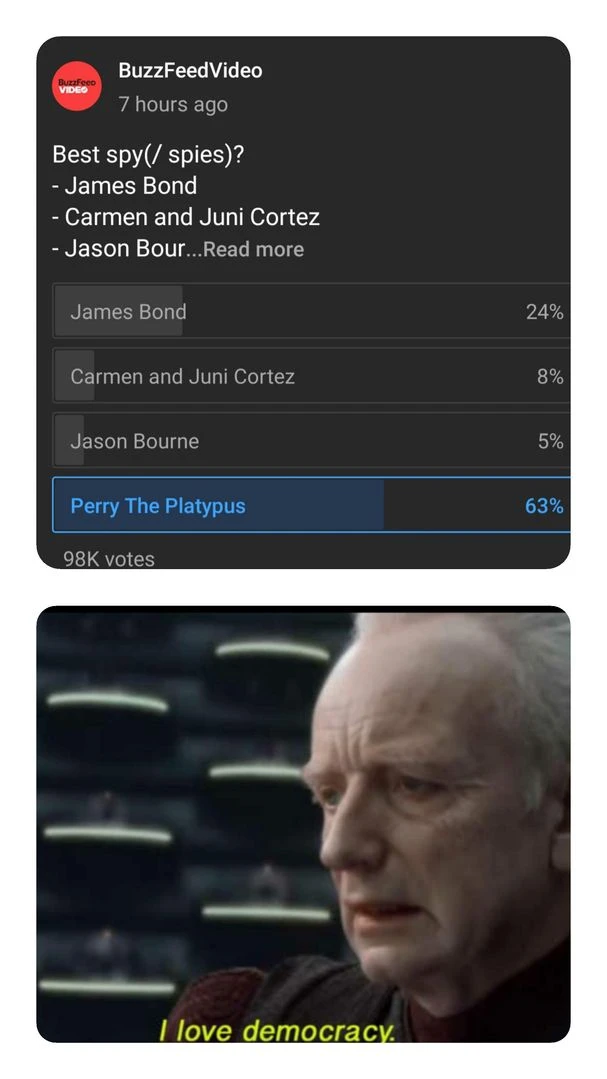 BuzzFeed
VIDEO
BuzzFeedVideo
7 hours ago
Best spy(/ spies)?
- James Bond
- Carmen and Juni Cortez
- Jason Bour...Read more
James Bond 24%
Carmen and Juni Cortez 8%
Jason Bourne 5%
Perry The Platypus 63%
98K votes
I love democracy.